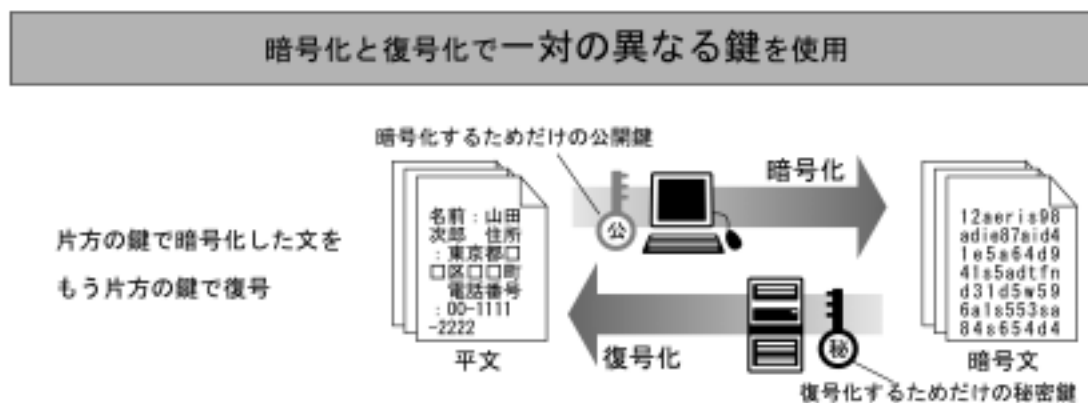 暗号化と復号化で一対の異なる鍵を使用
暗号化するためだけの公開鍵
暗号化
片方の鍵で暗号化した文を
もう片方の鍵で復号
名前：山田
次郎　住所
：東京都□
□区□□町
電話番号
：00-1111
-2222
平文
公
12aeris98
adie87aid4
1e5a64d9
41s5adtfn
d31d5w59
6a1s553sa
84s654d4
暗号文
復号化
秘
復号化するためだけの秘密鍵